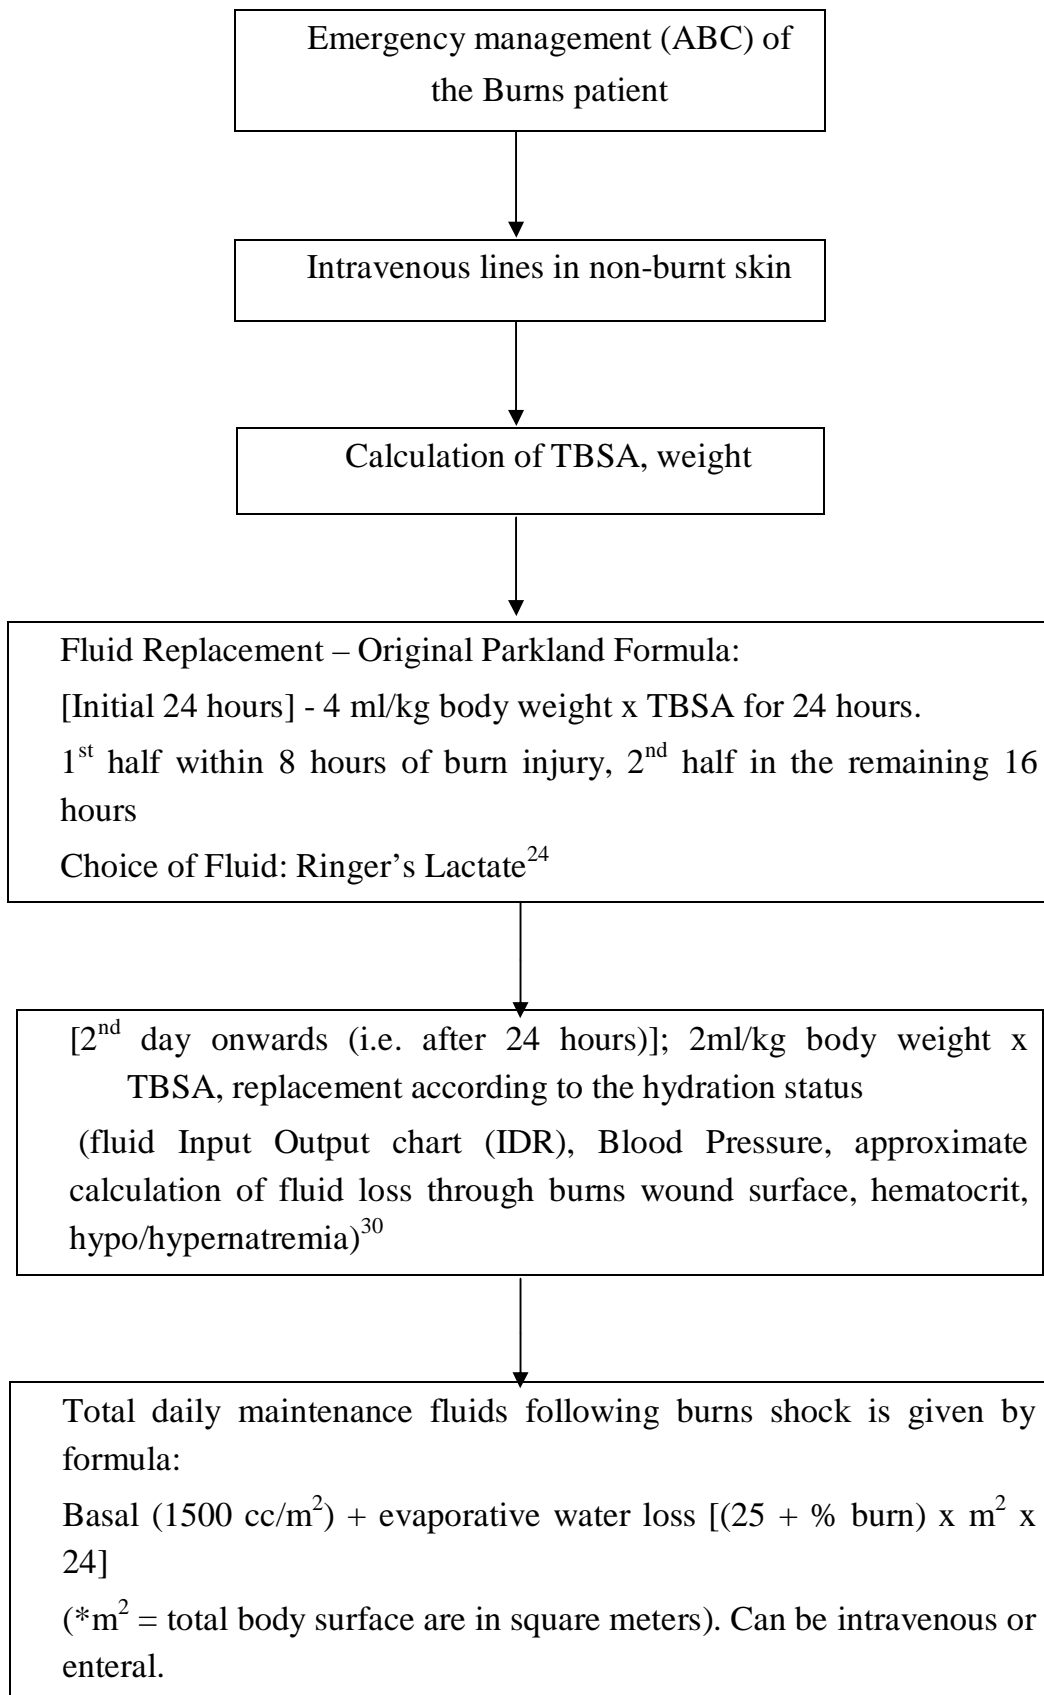 Emergency management (ABC) of
the Burns patient
Intravenous lines in non-burnt skin
Calculation of TBSA, weight
Fluid Replacement – Original Parkland Formula:
[Initial 24 hours] - 4 ml/kg body weight x TBSA for 24 hours.
1st half within 8 hours of burn injury, 2nd half in the remaining 16
hours
Choice of Fluid: Ringer’s Lactate24
[2nd day onwards (i.e. after 24 hours)]; 2ml/kg body weight x
TBSA, replacement according to the hydration status
(fluid Input Output chart (IDR), Blood Pressure, approximate
calculation of fluid loss through burns wound surface, hematocrit,
hypo/hypernatremia)30
Total daily maintenance fluids following burns shock is given by
formula:
Basal (1500 cc/m2) + evaporative water loss [(25 + % burn) x m2 x
24]
(*m2 = total body surface are in square meters). Can be intravenous or
enteral.